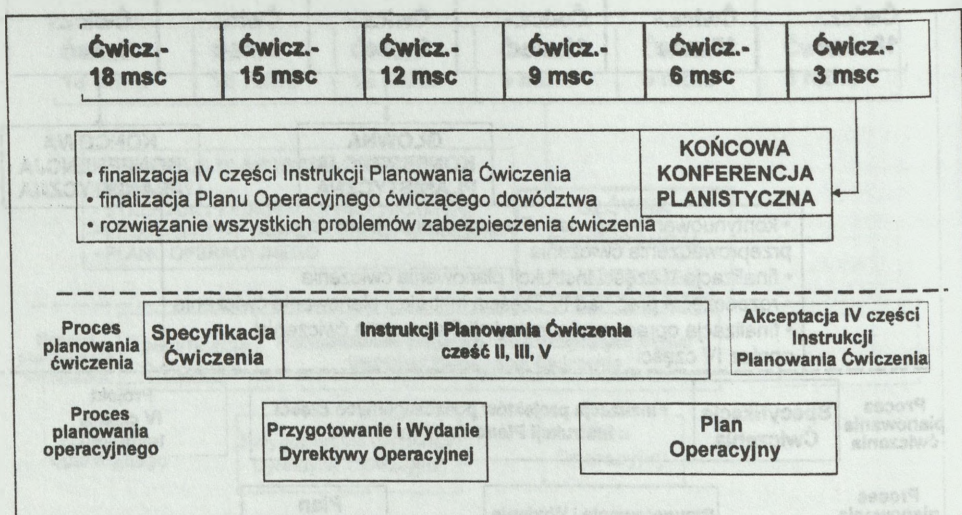 Ćwicz.-
18 msc
Ćwicz.-
15 msc
Ćwicz.-
12 msc
Ćwicz.-
9 msc
Ćwicz.-
6 msc
Ćwicz.-
3 msc
KOŃCOWA
KONFERENCJA
PLANISTYCZNA
• finalizacja IV części Instrukcji Planowania Ćwiczenia
• finalizacja Planu Operacyjnego ćwiczącego dowództwa
• rozwiązanie wszystkich problemów zabezpieczenia ćwiczenia
Proces
planowania
ćwiczenia
Specyfikacja
Ćwiczenia
Instrukcji Planowania Ćwiczenia
cześć II, III, V
Akceptacja IV części
Instrukcji
Planowania Ćwiczenia
Proces
planowania
operacyjnego
Przygotowanie i Wydanie
Dyrektywy Operacyjnej
Plan
Operacyjny